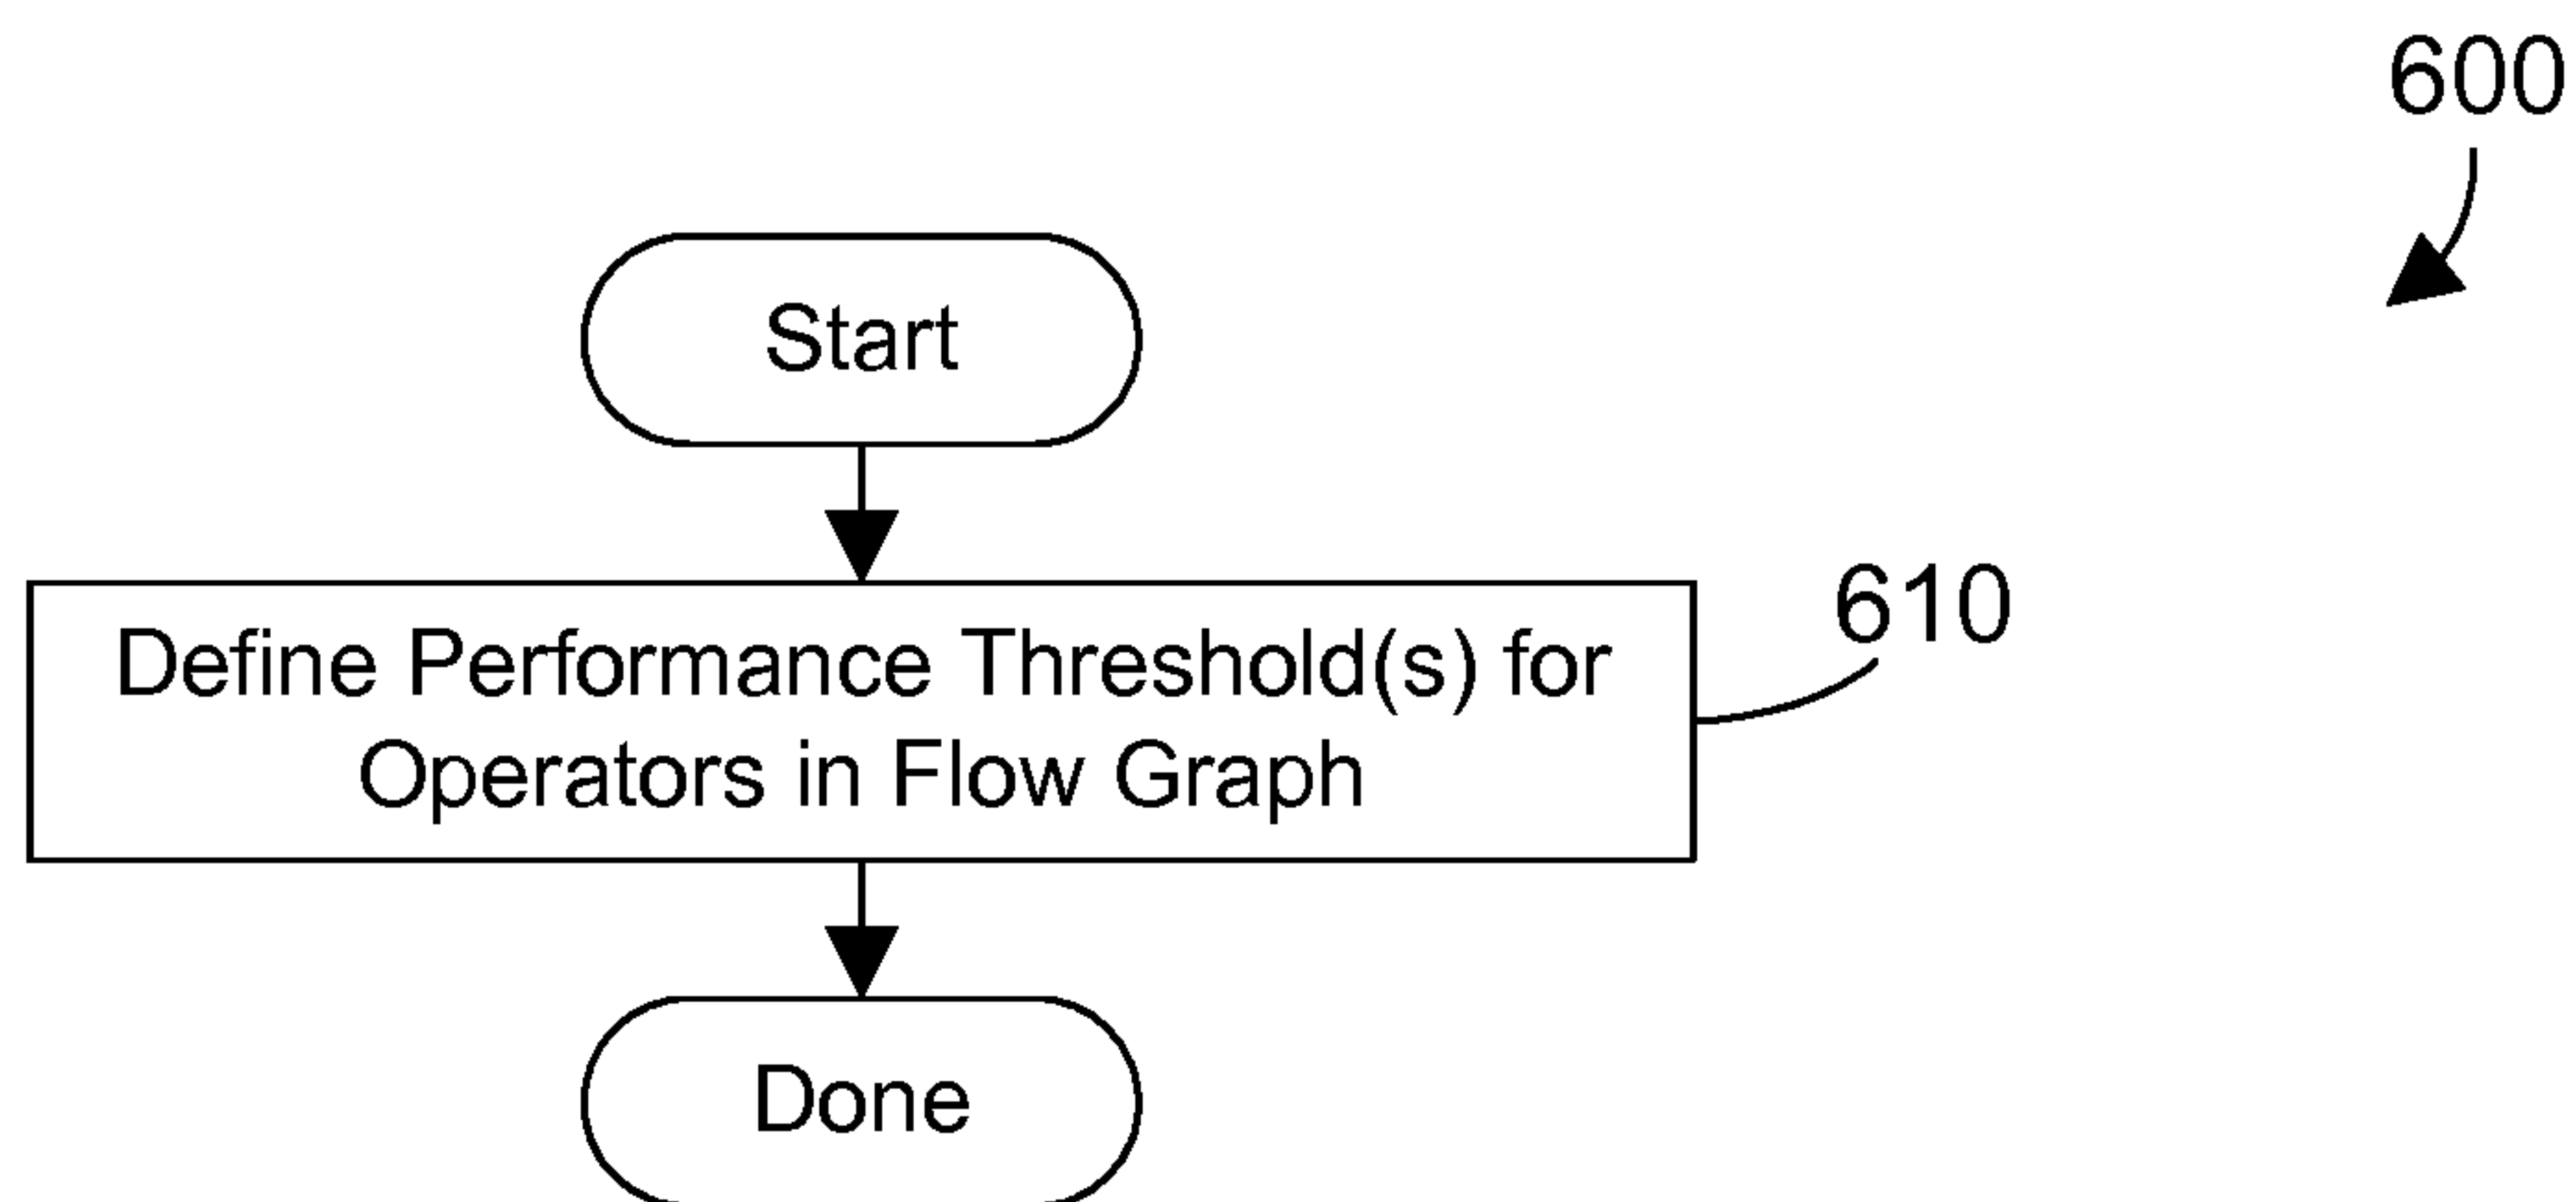 600
Start
610
Define Performance Threshold(s) for
Operators in Flow Graph
Done